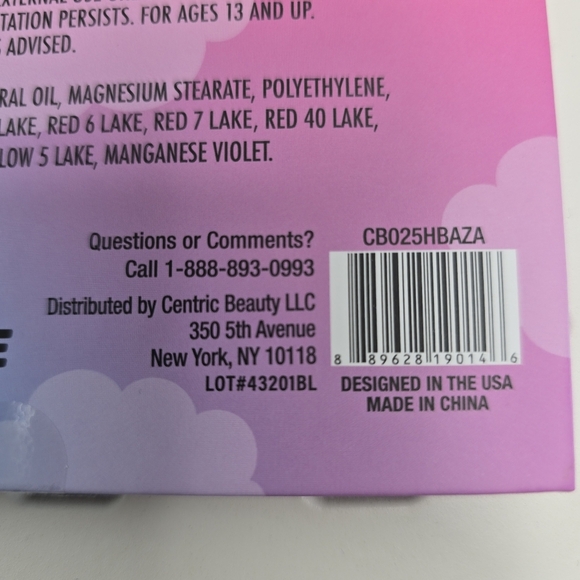 TATION PERSISTS. FOR AGES 13 AND UP.
ADVISED.
RAL OIL, MAGNESIUM STEARATE, POLYETHYLENE,
LAKE, RED 6 LAKE, RED 7 LAKE, RED 40 LAKE,
LOW 5 LAKE, MANGANESE VIOLET.
Questions or Comments?
Call 1-888-893-0993
Distributed by Centric Beauty LLC
350 5th Avenue
New York, NY 10118
LOT#43201BL
CB025HBAZA
8 89628 19014 6
DESIGNED IN THE USA
MADE IN CHINA